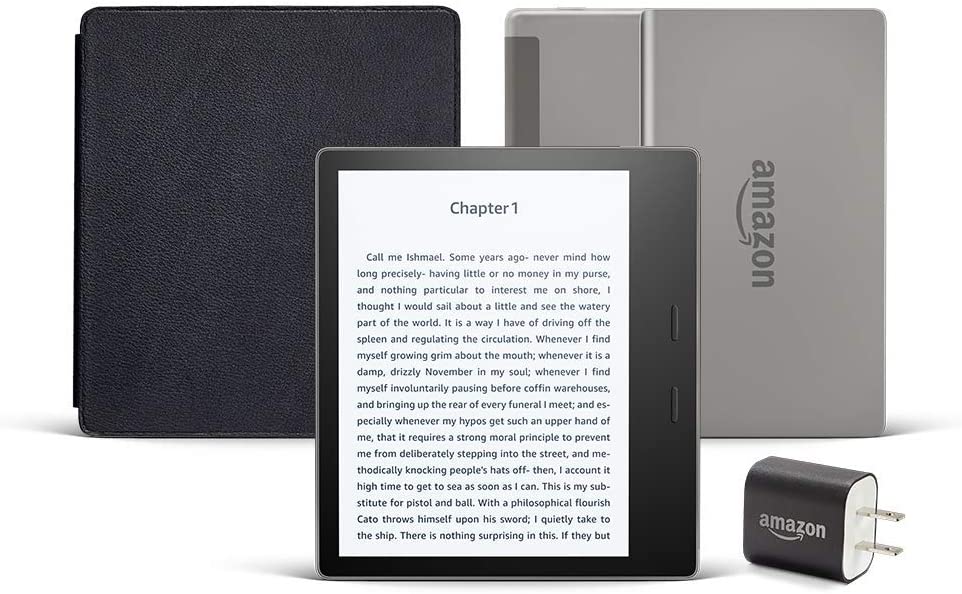 Chapter 1
Call me Ishmael. Some years ago- never mind how
long precisely- having little or no money in my purse,
and nothing particular to interest me on shore, I
thought I would sail about a little and see the watery
part of the world. It is a way I have of driving off the
spleen and regulating the circulation. Whenever I find
myself growing grim about the mouth; whenever it is a
damp, drizzly November in my soul; whenever I find
myself involuntarily pausing before coffin warehouses,
and bringing up the rear of every funeral I meet; and es-
pecially whenever my hypos get such an upper hand of
me, that it requires a strong moral principle to prevent
me from deliberately stepping into the street, and me-
thodically knocking people's hats off- then, I account it
high time to get to sea as soon as I can. This is my sub-
stitute for pistol and ball. With a philosophical flourish
Cato throws himself upon his sword; I quietly take to
the ship. There is nothing surprising in this. If they but
amazon
amazon